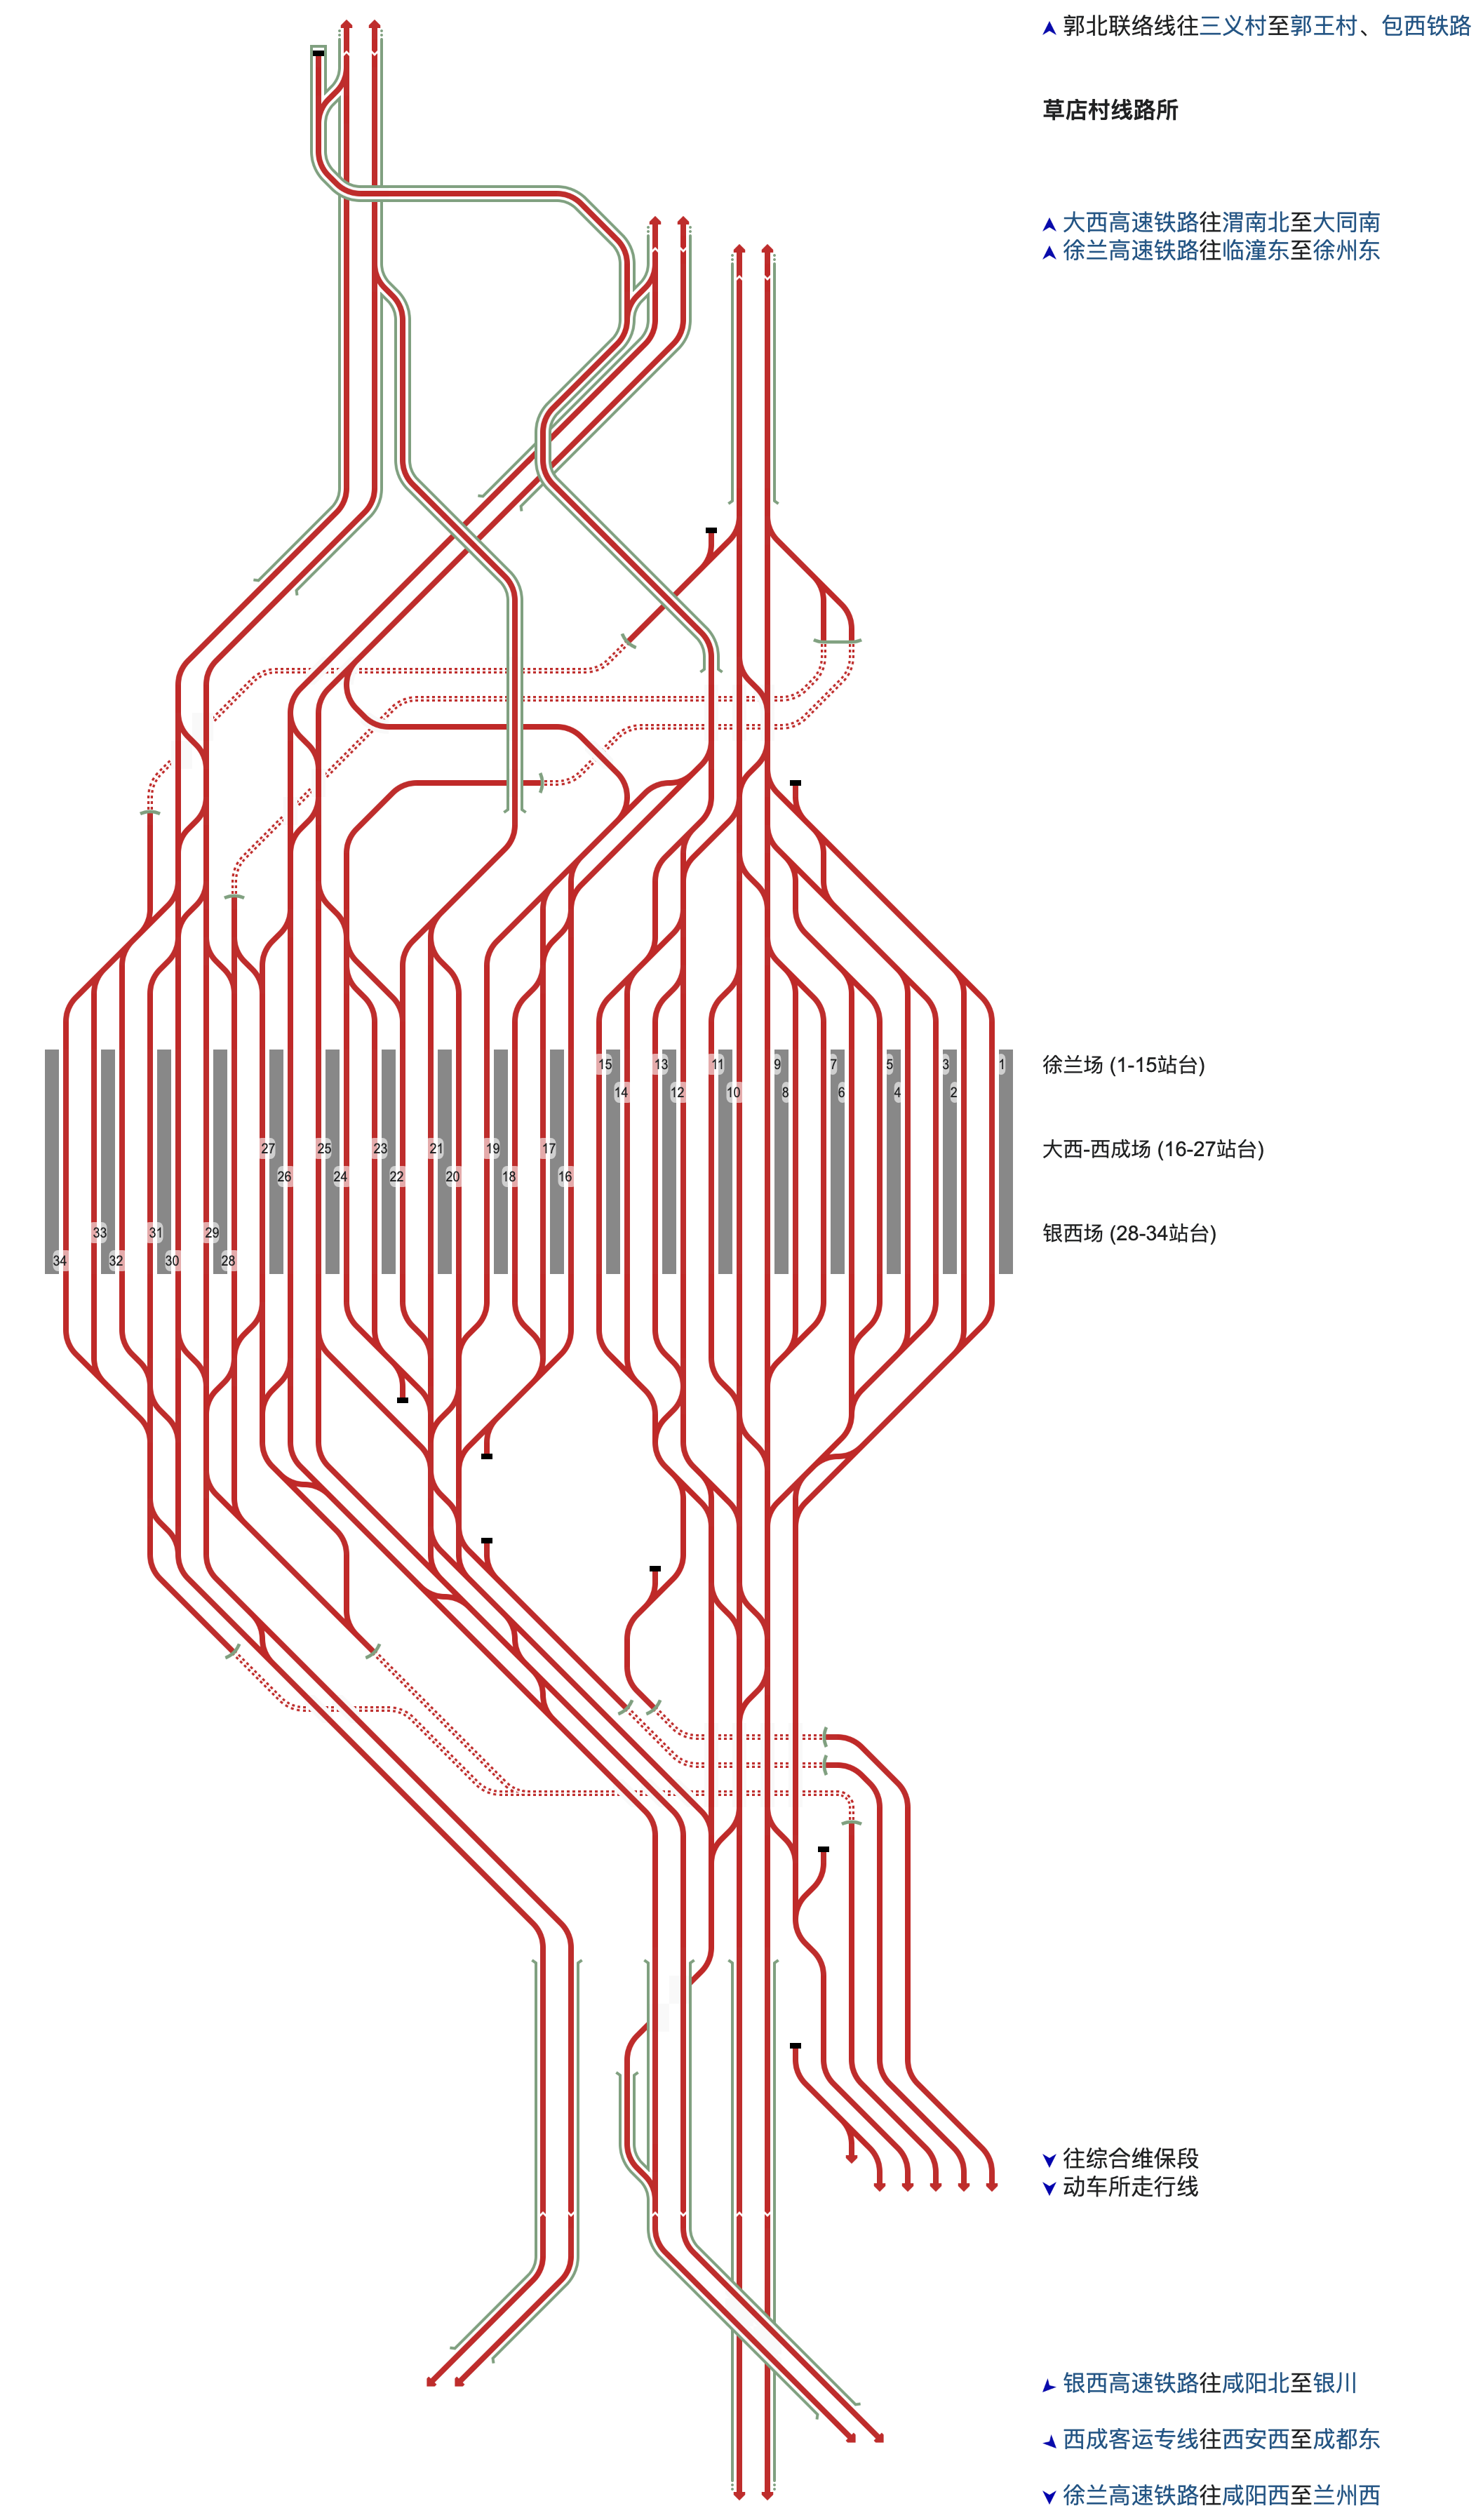 郭北联络线往三义村至郭王村、包西铁路
草店村线路所
大西高速铁路往渭南北至大同南
徐兰高速铁路往临潼东至徐州东
15 13 11 9 7 5 3 1
徐兰场 (1-15站台)
14 12 10 8 6 4 2
27 25 23 21 19 17
大西-西成场 (16-27站台)
26 24 22 20 18 16
33 31 29
银西场 (28-34站台)
34 32 30 28
往综合维保段
动车所走行线
银西高速铁路往咸阳北至银川
西成客运专线往西安西至成都东
徐兰高速铁路往咸阳西至兰州西